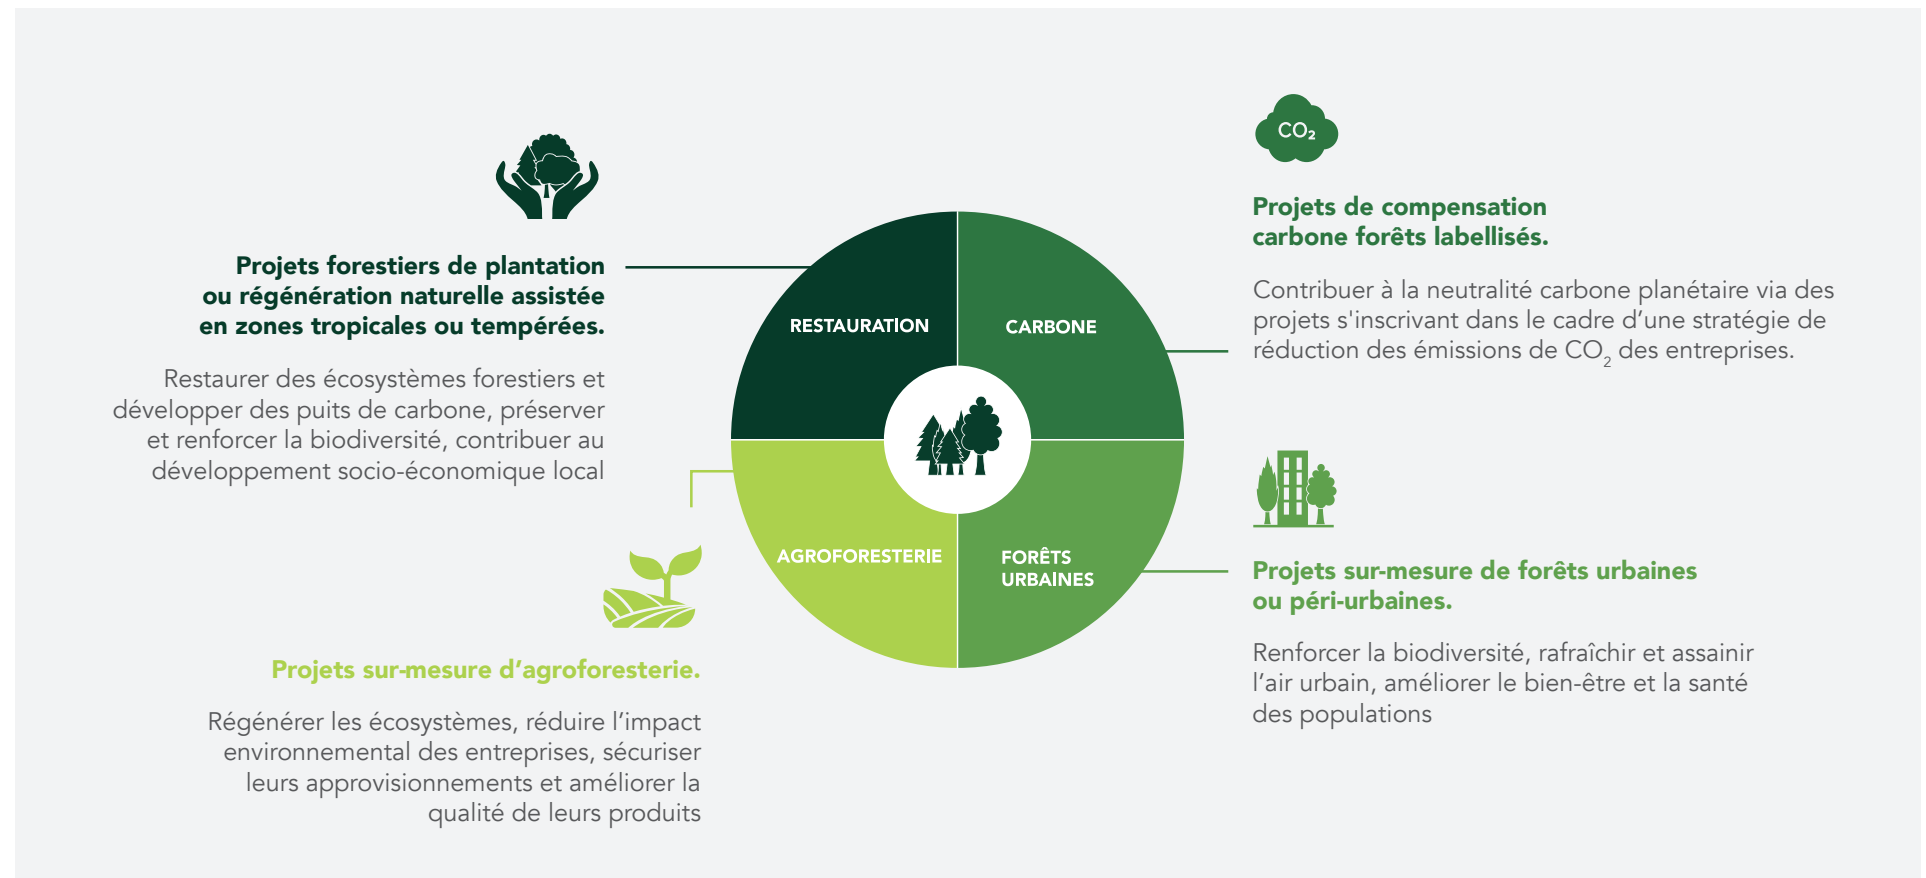 Projets forestiers de plantation
ou régénération naturelle assistée
en zones tropicales ou tempérées.
Restaurer des écosystèmes forestiers et
développer des puits de carbone, préserver
et renforcer la biodiversité, contribuer au
développement socio-économique local
RESTAURATION
CARBONE
CO₂
Projets de compensation
carbone forêts labellisés.
Contribuer à la neutralité carbone planétaire via des
projets s'inscrivant dans le cadre d’une stratégie de
réduction des émissions de CO₂ des entreprises.
AGROFORESTERIE
FORÊTS
URBAINES
Projets sur-mesure d’agroforesterie.
Régénérer les écosystèmes, réduire l’impact
environnemental des entreprises, sécuriser
leurs approvisionnements et améliorer la
qualité de leurs produits
Projets sur-mesure de forêts urbaines
ou péri-urbaines.
Renforcer la biodiversité, rafraîchir et assainir
l’air urbain, améliorer le bien-être et la santé
des populations